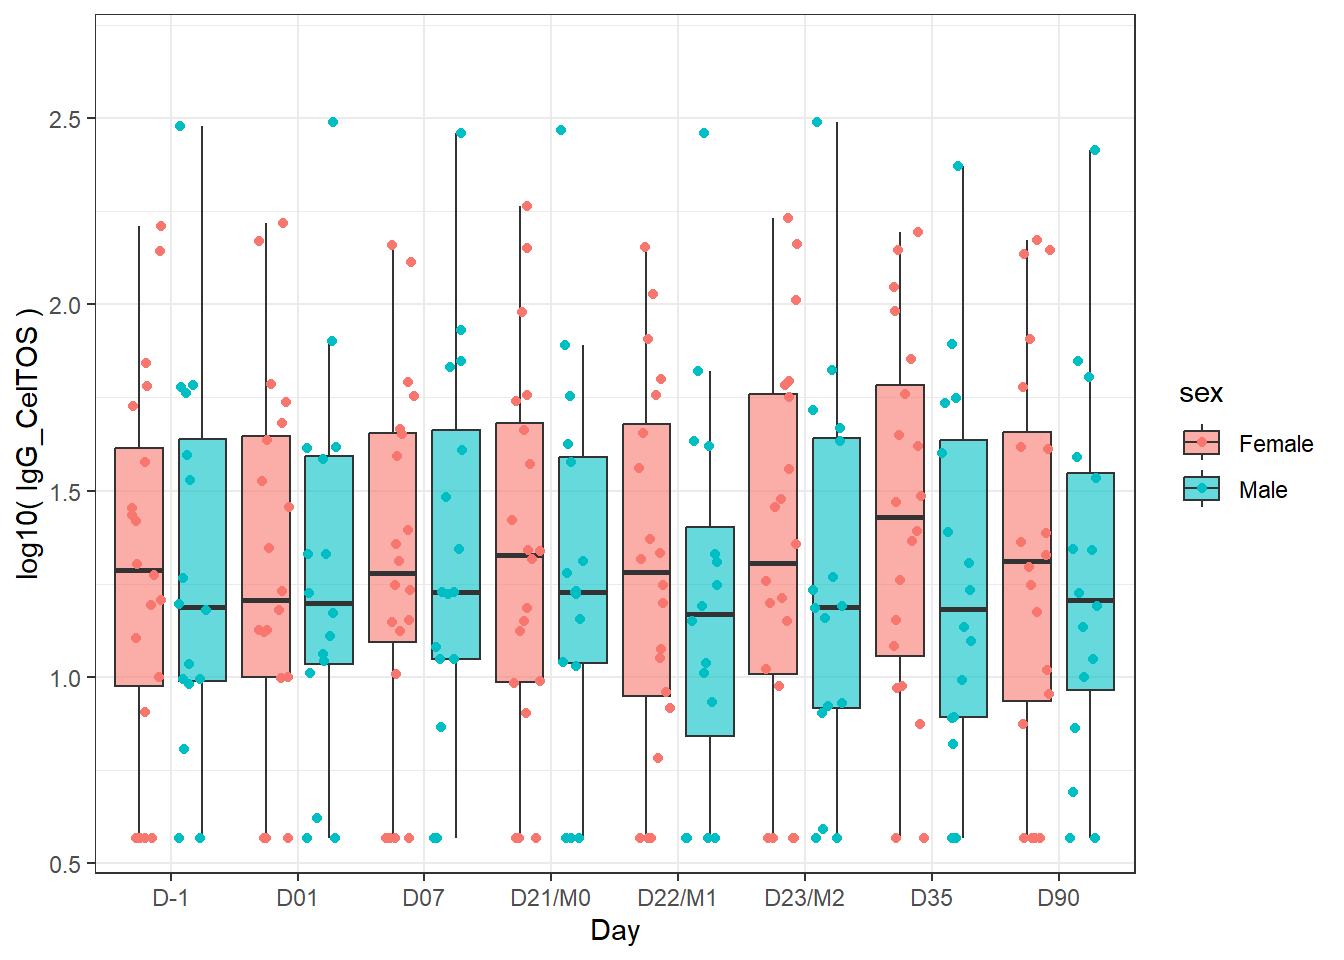 2.5
2.0
1.5
1.0
0.5
log10( IgG_CelTOS )
D-1 D01 D07 D21/M0 D22/M1 D23/M2 D35 D90
Day
sex
Female
Male